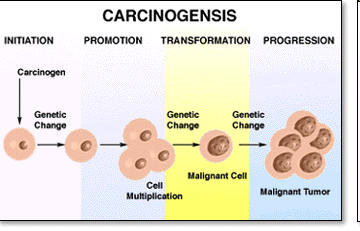 CARCINOGENSIS
INITIATION PROMOTION TRANSFORMATION PROGRESSION
Carcinogen
Genetic Change
Genetic Change
Genetic Change
Cell Multiplication
Malignant Cell
Malignant Tumor